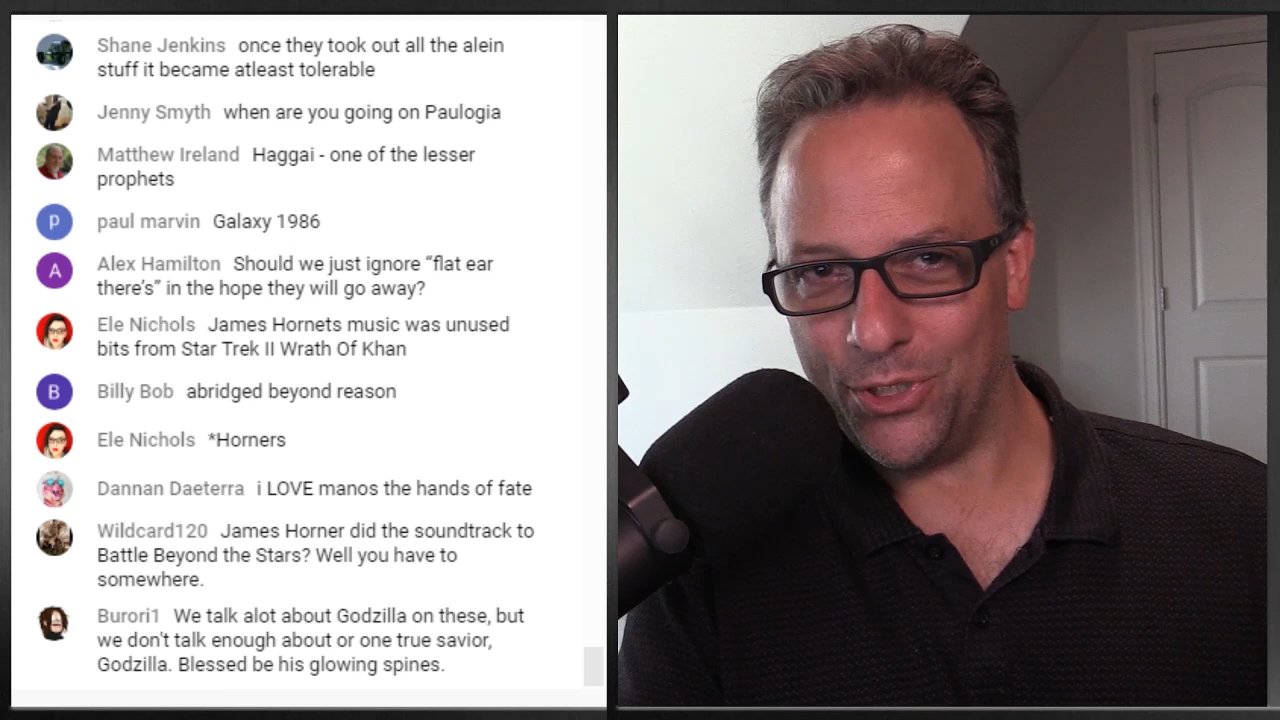 Shane Jenkins once they took out all the alein
stuff it became atleast tolerable
Jenny Smyth when are you going on Paulogia
Matthew Ireland Haggai - one of the lesser
prophets
p
paul marvin Galaxy 1986
A
Alex Hamilton Should we just ignore “flat ear
there’s” in the hope they will go away?
Ele Nichols James Hornets music was unused
bits from Star Trek II Wrath Of Khan
B
Billy Bob abridged beyond reason
Ele Nichols *Horners
Dannan Daeterra i LOVE manos the hands of fate
Wildcard120 James Horner did the soundtrack to
Battle Beyond the Stars? Well you have to
somewhere.
Burori1 We talk alot about Godzilla on these, but
we don't talk enough about or one true savior,
Godzilla. Blessed be his glowing spines.